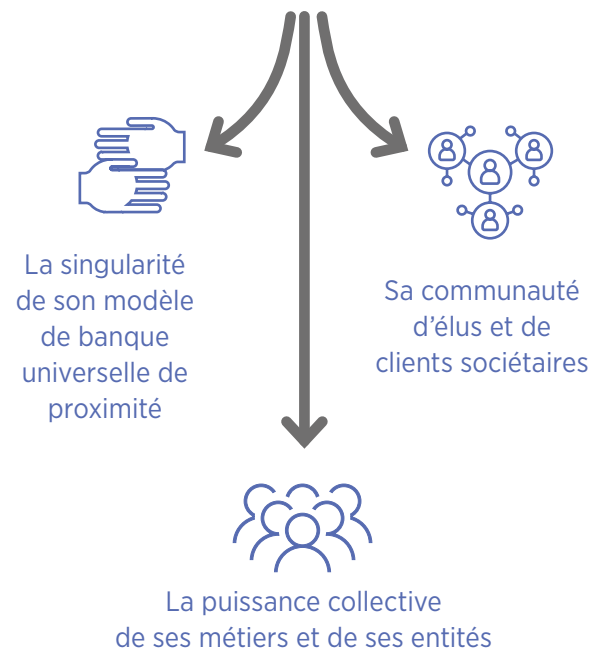 La singularité
de son modèle
de banque
universelle de
proximité
Sa communauté
d’élus et de
clients sociétaires
La puissance collective
de ses métiers et de ses entités